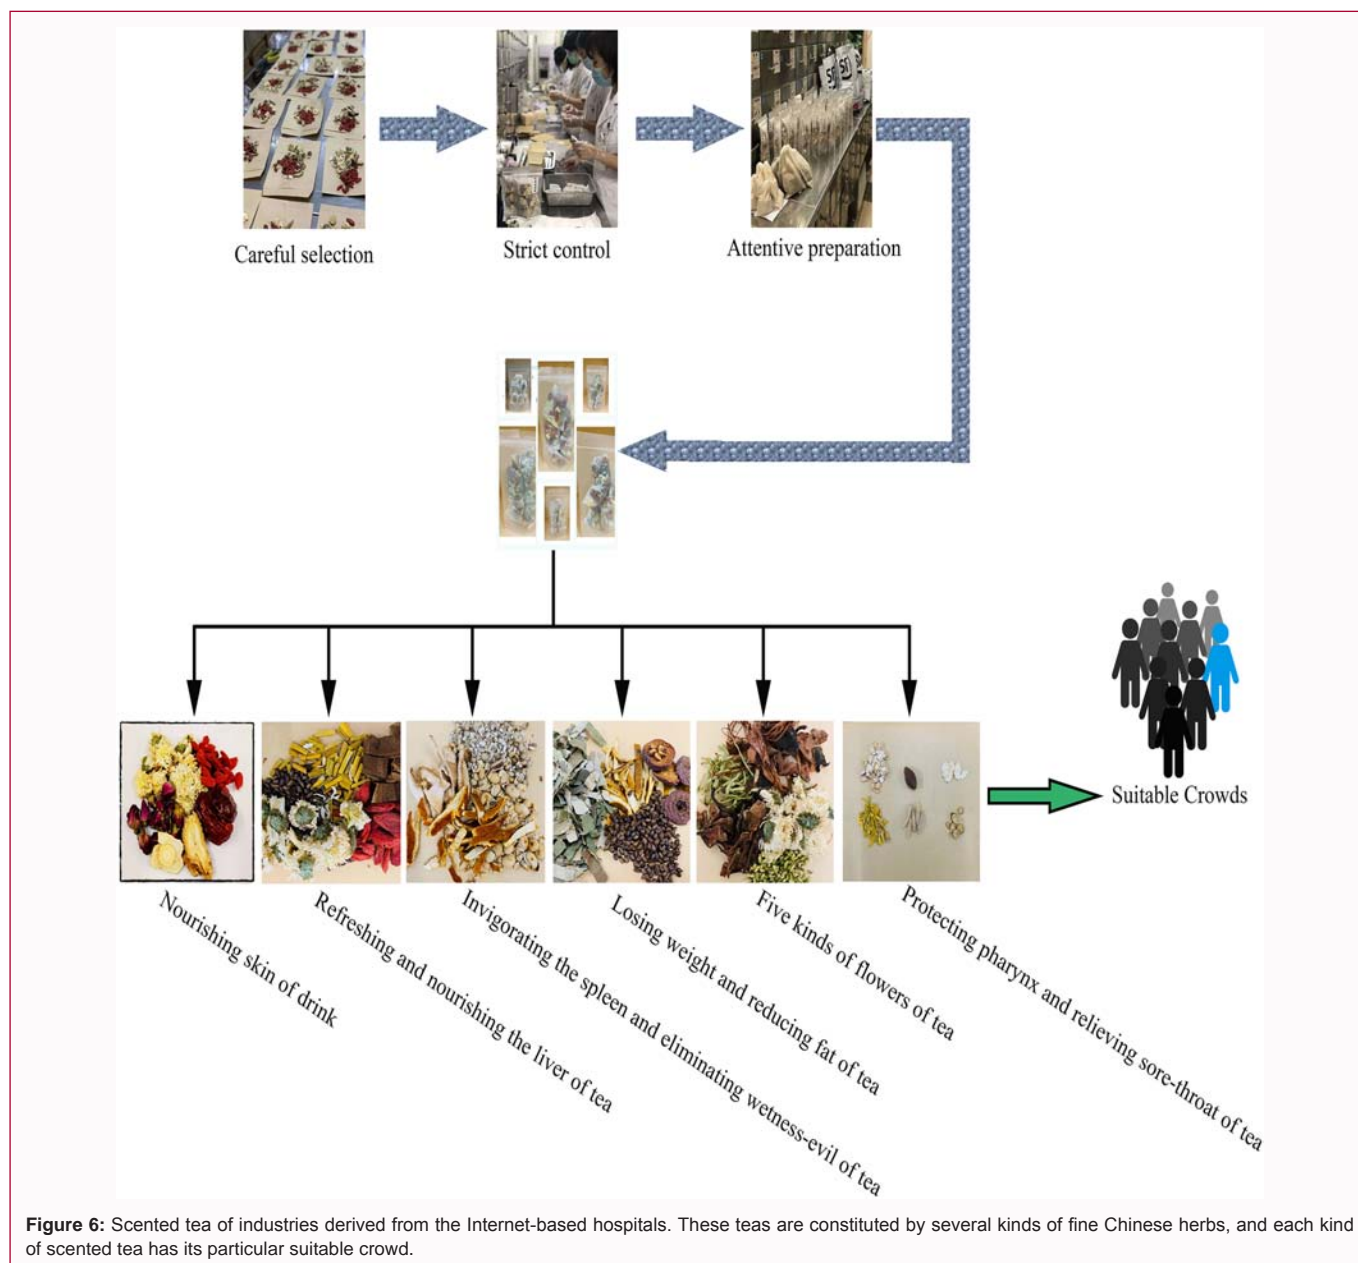 Careful selection
Strict control
Attentive preparation
Suitable Crowds
Nourishing skin of drink
Refreshing and nourishing the liver of tea
Invigorating the spleen and eliminating wetness-evil of tea
Losing weight and reducing fat of tea
Five kinds of flowers of tea
Protecting pharynx and relieving sore-throat of tea
Figure 6: Scented tea of industries derived from the Internet-based hospitals. These teas are constituted by several kinds of fine Chinese herbs, and each kind
of scented tea has its particular suitable crowd.